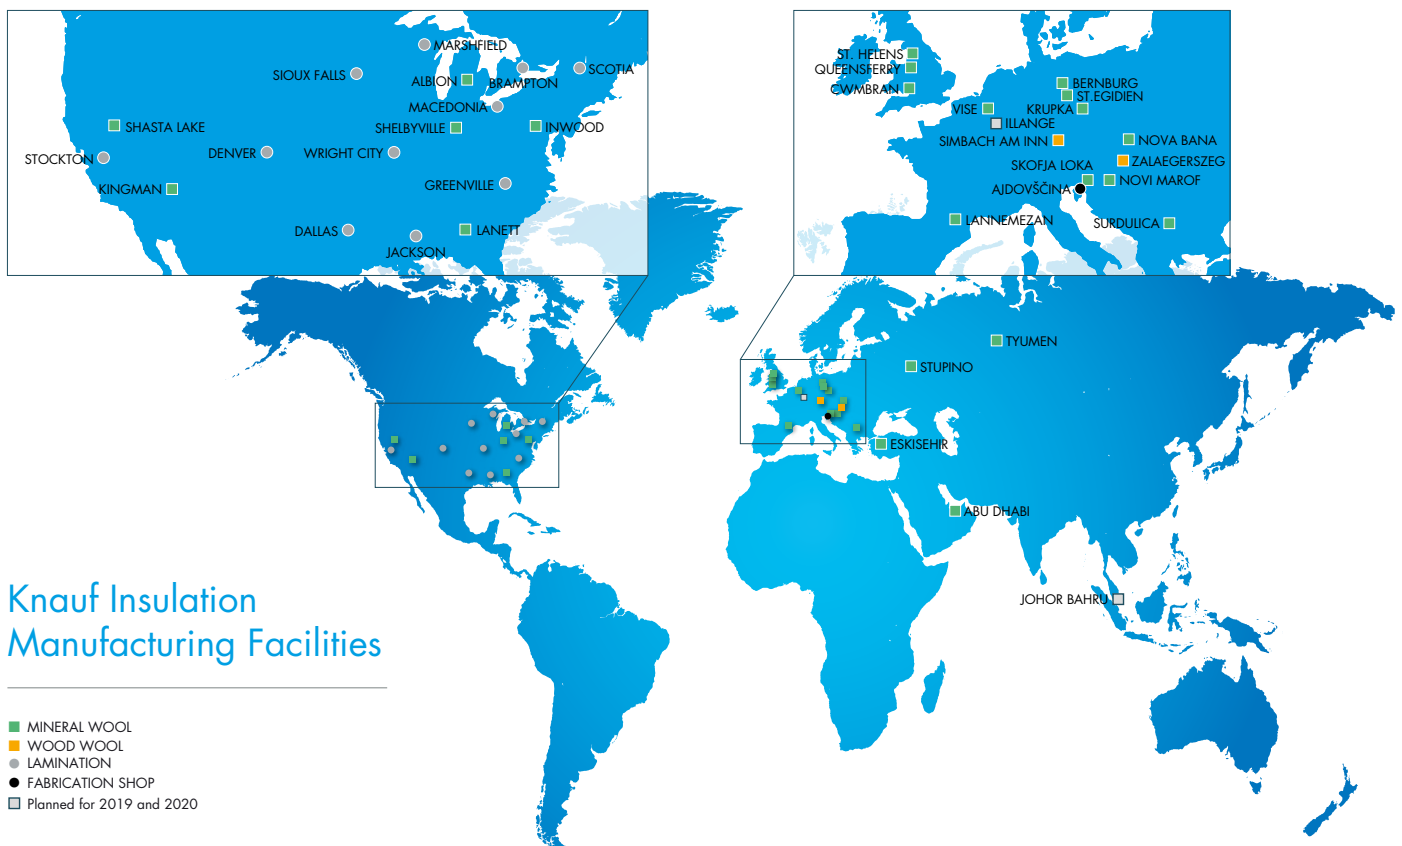 MARSHFIELD
SIOUX FALLS
ALBION
BRAMPTON
SCOTIA
MACEDONIA
SHASTA LAKE
SHELBYVILLE
INWOOD
STOCKTON
DENVER
WRIGHT CITY
KINGMAN
GREENVILLE
DALLAS
JACKSON
LANETT
ST. HELENS
QUEENSFERRY
CWMBRAN
BERNBURG
ST.EGIDIEN
VISE
KRUPKA
ILLANGE
SIMBACH AM INN
NOVA BANA
SKOFJA LOKA
ZALAEGERSZEG
AJDOVŠČINA
NOVI MAROF
LANNEMEZAN
SURDULICA
TYUMEN
STUPINO
ESKISEHIR
ABU DHABI
JOHOR BAHRU
Knauf Insulation
Manufacturing Facilities
MINERAL WOOL
WOOD WOOL
LAMINATION
FABRICATION SHOP
Planned for 2019 and 2020